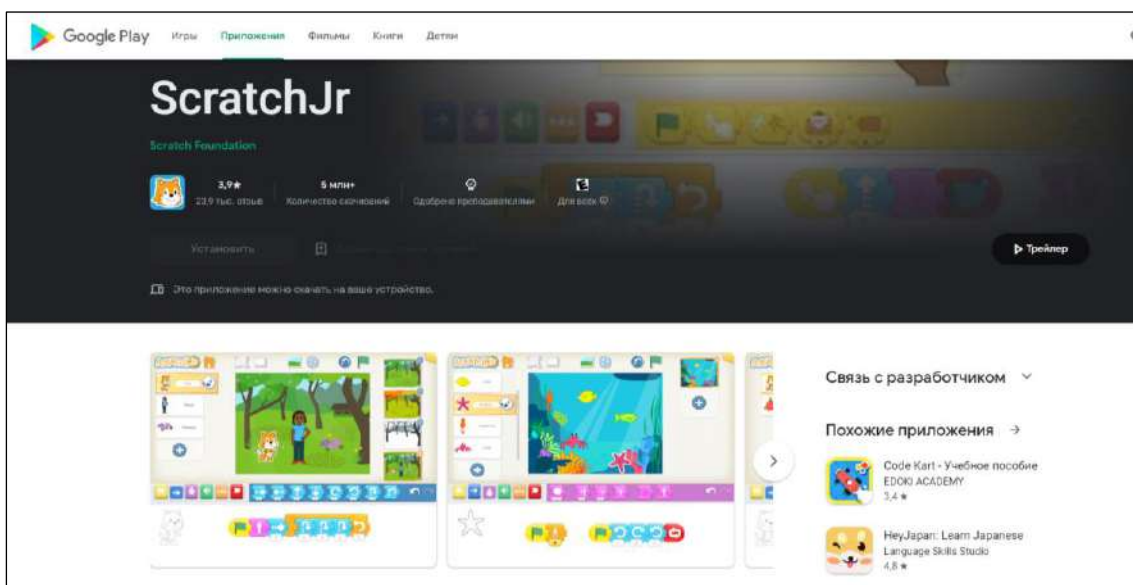 Google Play Игры Приложения Фильмы Книги Детям
ScratchJr
Scratch Foundation
3,9★ 5 млн+
23,9 тыс. отзыв Количество скачиваний Одобрено преподавателями Для всех
Установить
Трейлер
Это приложение можно скачать на ваше устройство.
Связь с разработчиком
Похожие приложения
Code Kart - Учебное пособие
EDOKI ACADEMY
3,4 ★
HeyJapan: Learn Japanese
Language Skills Studio
4,8 ★